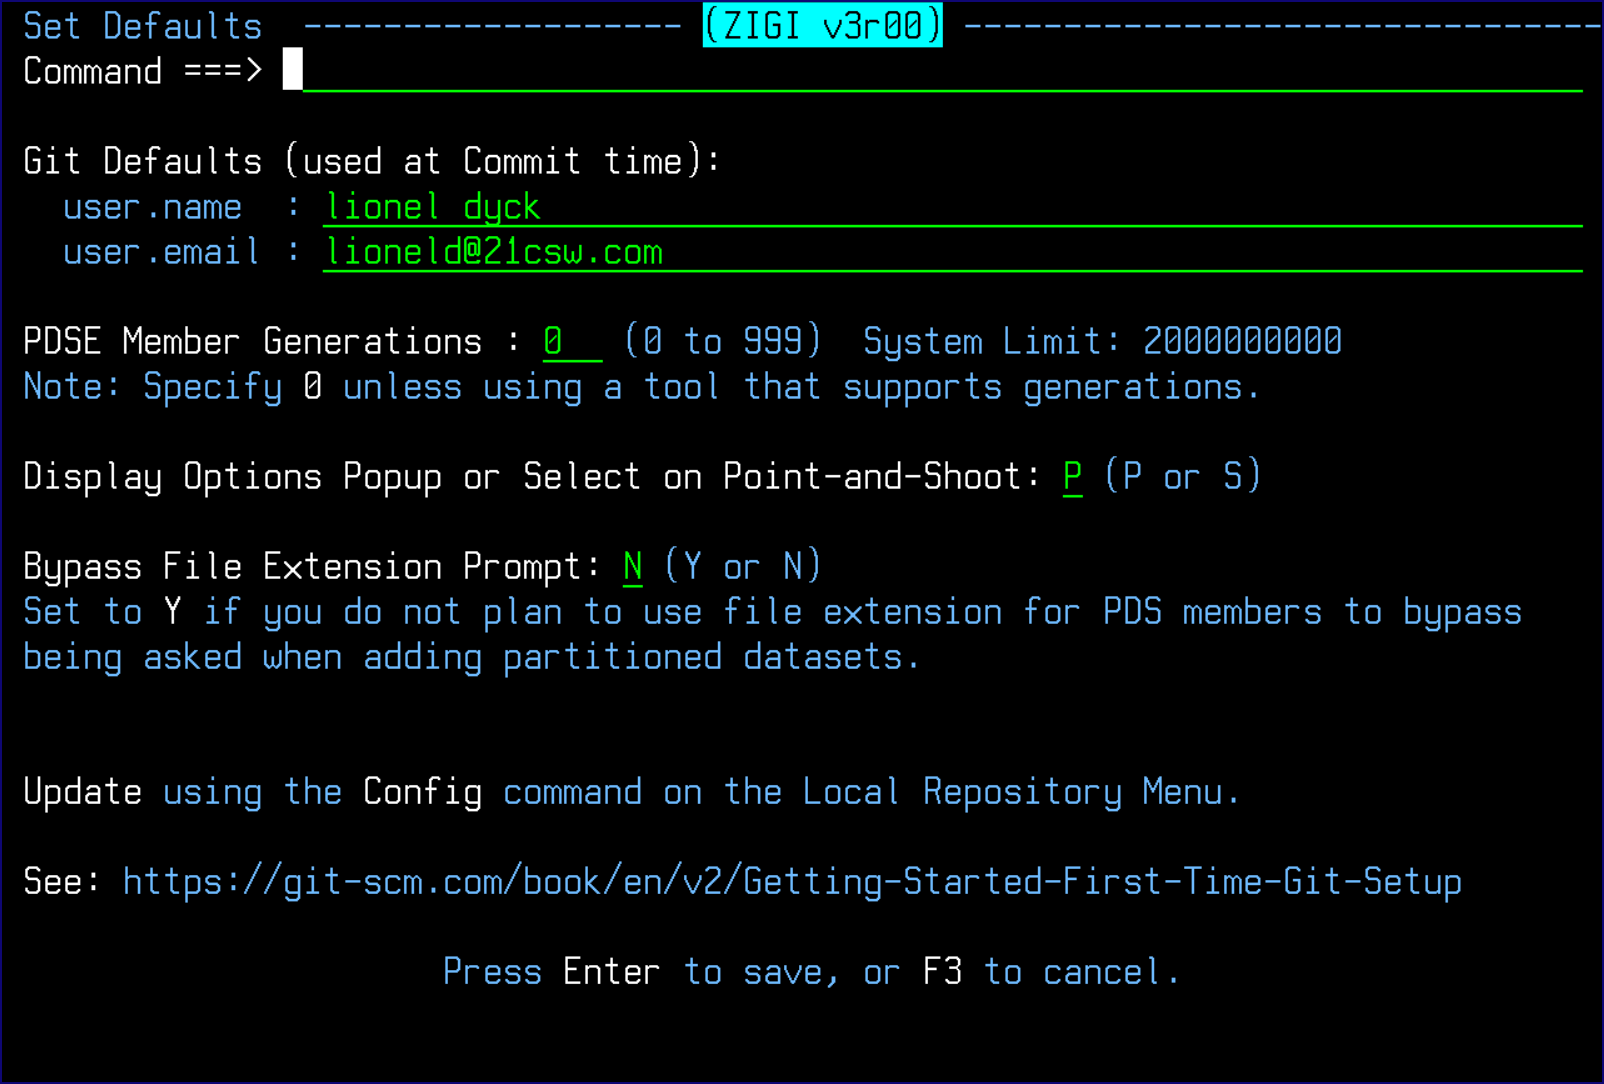 Set Defaults ------------------- (ZIGI v3r00) --------------------------------
Command ===>
Git Defaults (used at Commit time):
user.name : lionel dyck
user.email : lioneld@21csw.com
PDSE Member Generations : 0 (0 to 999) System Limit: 2000000000
Note: Specify 0 unless using a tool that supports generations.
Display Options Popup or Select on Point-and-Shoot: P (P or S)
Bypass File Extension Prompt: N (Y or N)
Set to Y if you do not plan to use file extension for PDS members to bypass
being asked when adding partitioned datasets.
Update using the Config command on the Local Repository Menu.
See: https://git-scm.com/book/en/v2/Getting-Started-First-Time-Git-Setup
Press Enter to save, or F3 to cancel.